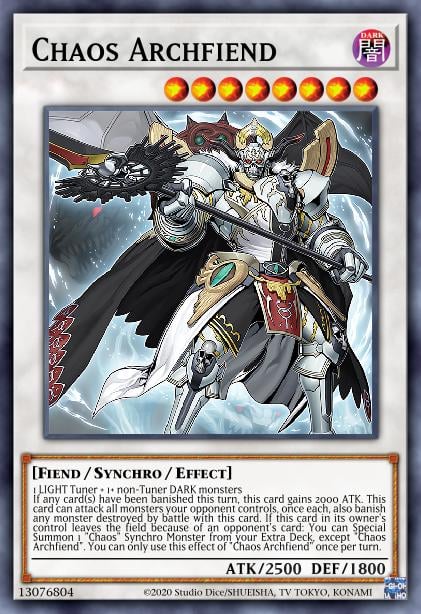 CHAOS ARCHFIEND
DARK
闇
[FIEND / SYNCHRO / EFFECT]
1 LIGHT Tuner + 1+ non-Tuner DARK monsters
If any card(s) have been banished this turn, this card gains 2000 ATK. This
card can attack all monsters your opponent controls, once each, also banish
any monster destroyed by battle with this card. If this card in its owner's
control leaves the field because of an opponent's card: You can Special
Summon 1 "Chaos" Synchro Monster from your Extra Deck, except "Chaos
Archfiend". You can only use this effect of "Chaos Archfiend" once per turn.
ATK/2500 DEF/1800
13076804
©2020 Studio Dice/SHUEISHA, TV TOKYO, KONAMI